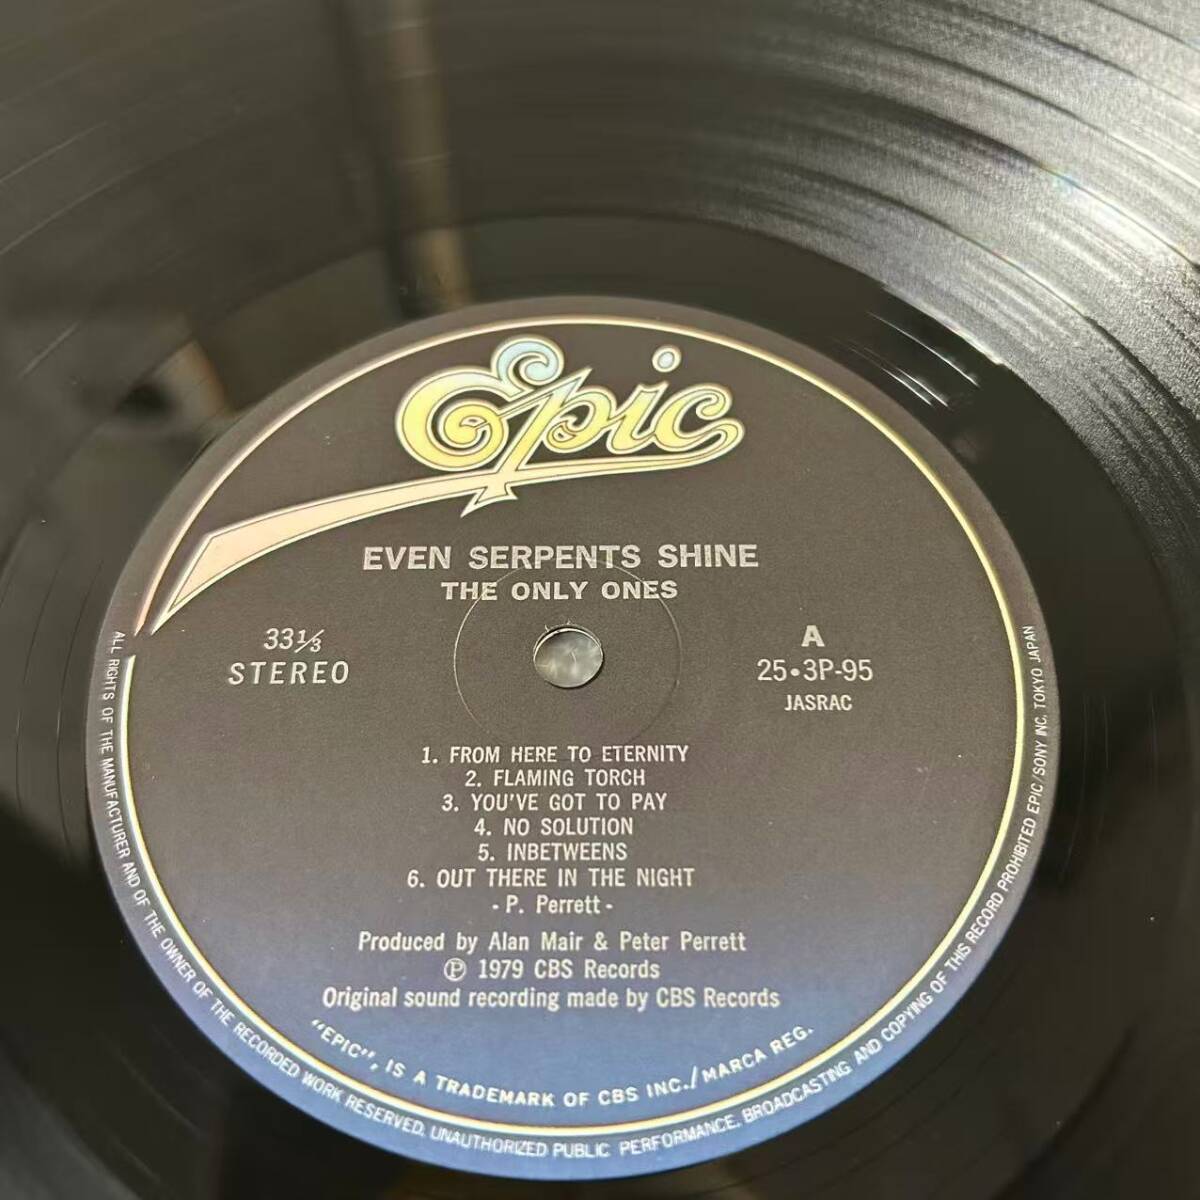 Epic
EVEN SERPENTS SHINE
THE ONLY ONES
33⅓
STEREO
A
25・3P-95
JASRAC
1. FROM HERE TO ETERNITY
2. FLAMING TORCH
3. YOU'VE GOT TO PAY
4. NO SOLUTION
5. INBETWEENS
6. OUT THERE IN THE NIGHT
- P. Perrett -
Produced by Alan Mair & Peter Perrett
Ⓟ 1979 CBS Records
Original sound recording made by CBS Records
"EPIC", IS A TRADEMARK OF CBS INC./MARCA REG.
ALL RIGHTS OF THE MANUFACTURER AND OF THE OWNER OF THE RECORDED WORK RESERVED. UNAUTHORIZED PUBLIC PERFORMANCE, BROADCASTING AND COPYING OF THIS RECORD PROHIBITED EPIC/SONY INC. TOKYO JAPAN